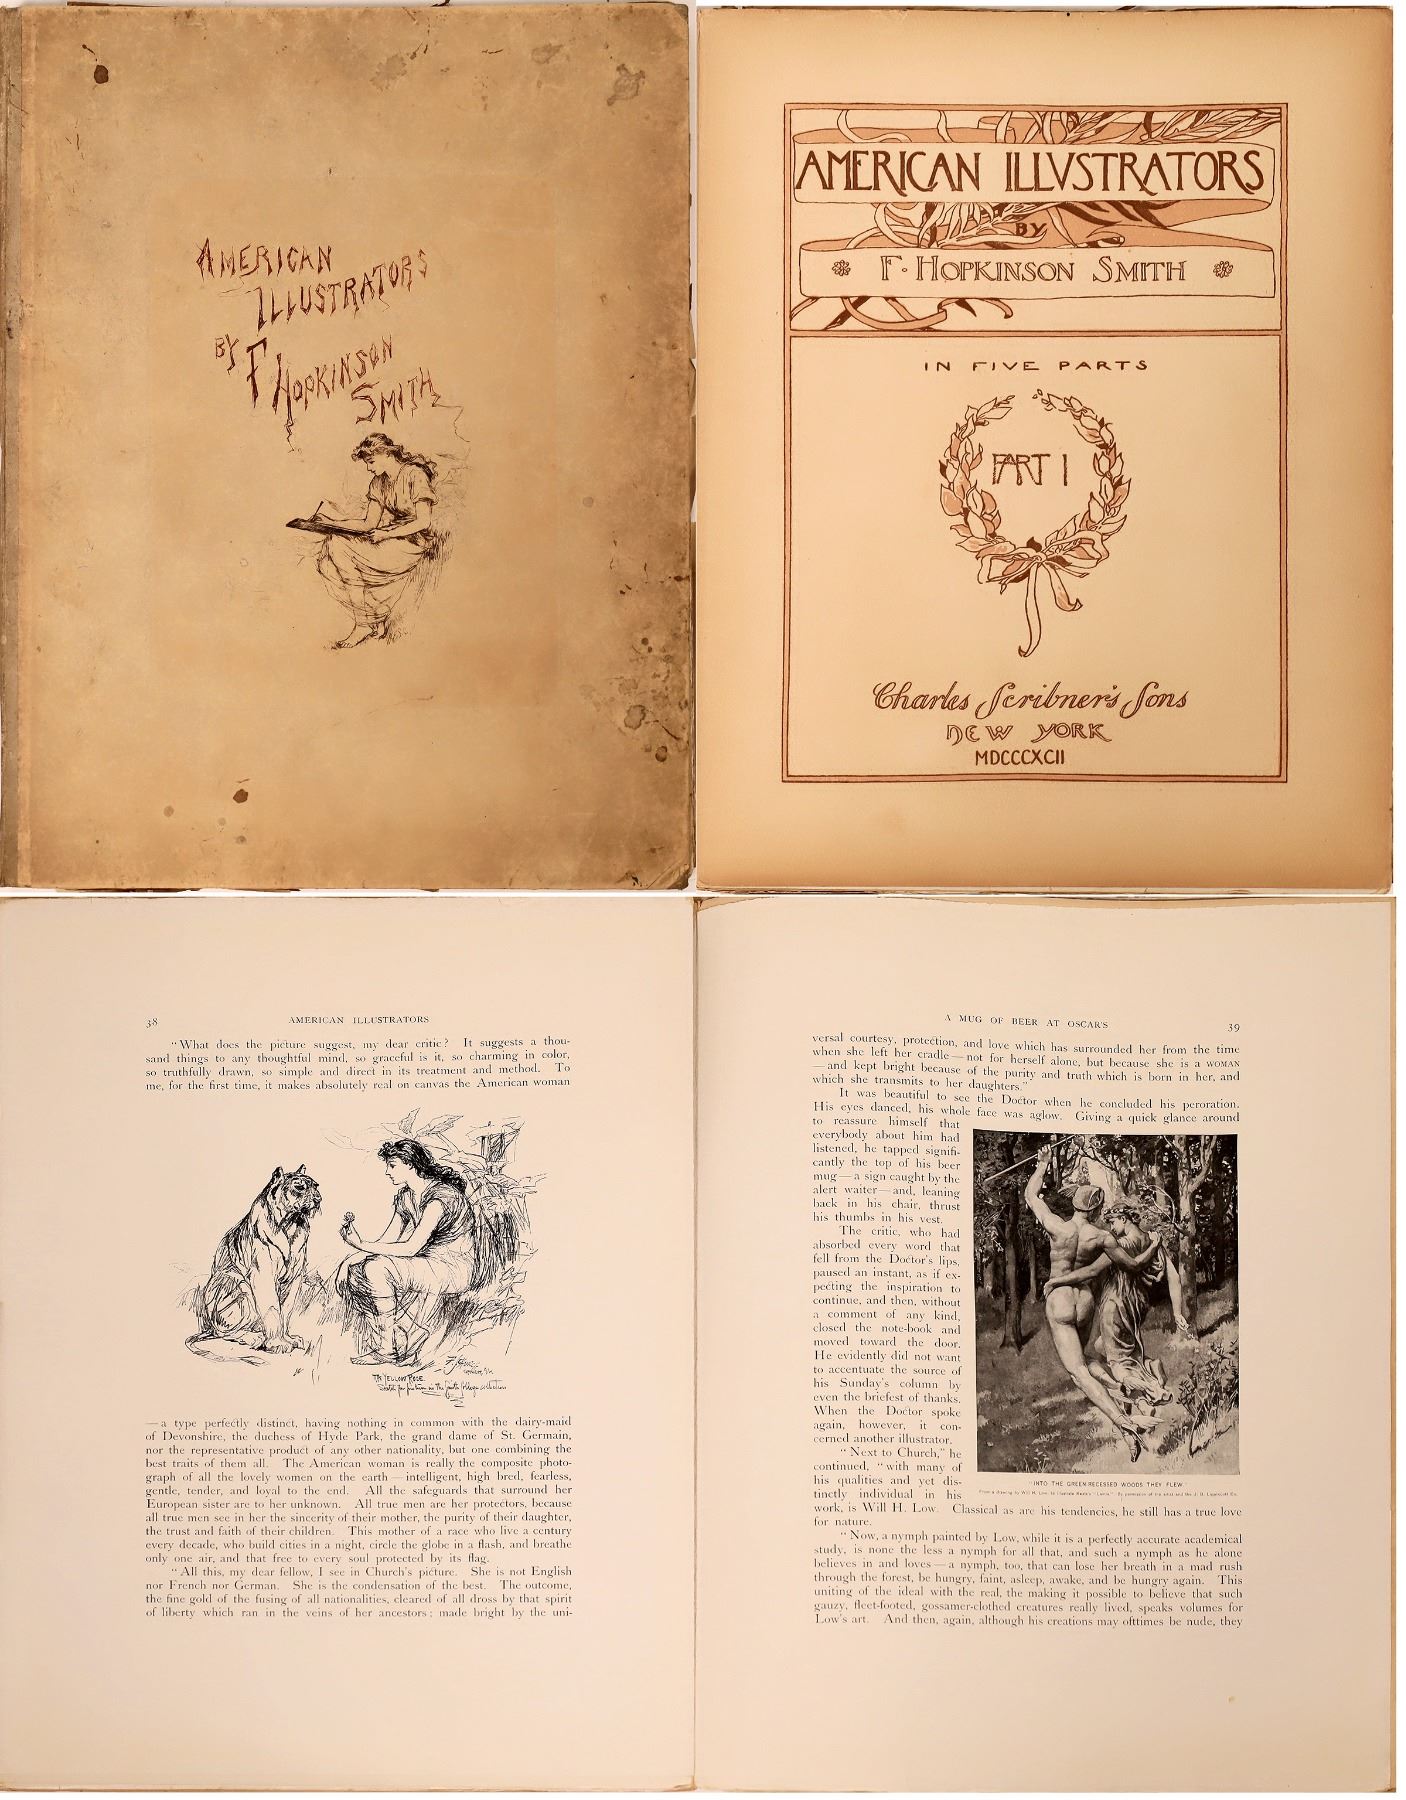 AMERICAN
ILLUSTRATORS
BY F HOPKINSON
SMITH
AMERICAN ILLVSTRATORS
BY
F. HOPKINSON SMITH
IN FIVE PARTS
PART I
Charles Scribner's Sons
NEW YORK
MDCCCXCII
38 AMERICAN ILLUSTRATORS
"What does the picture suggest, my dear critic? It suggests a thou-
sand things to any thoughtful mind, so graceful is it, so charming in color,
so truthfully drawn, so simple and direct in its treatment and method. To
me, for the first time, it makes absolutely real on canvas the American woman
THE YELLOW ROSE
Sketch for picture in the Smith College collection
—a type perfectly distinct, having nothing in common with the dairy-maid
of Devonshire, the duchess of Hyde Park, the grand dame of St. Germain,
nor the representative product of any other nationality, but one combining the
best traits of them all. The American woman is really the composite photo-
graph of all the lovely women on the earth—intelligent, high bred, fearless,
gentle, tender, and loyal to the end. All the safeguards that surround her
European sister are to her unknown. All true men are her protectors, because
all true men see in her the sincerity of their mother, the purity of their daughter,
the trust and faith of their children. This mother of a race who live a century
every decade, who build cities in a night, circle the globe in a flash, and breathe
only one air, and that free to every soul protected by its flag.
"All this, my dear fellow, I see in Church's picture. She is not English
nor French nor German. She is the condensation of the best. The outcome,
the fine gold of the fusing of all nationalities, cleared of all dross by that spirit
of liberty which ran in the veins of her ancestors; made bright by the uni-
A MUG OF BEER AT OSCAR'S 39
versal courtesy, protection, and love which has surrounded her from the time
when she left her cradle—not for herself alone, but because she is a WOMAN
—and kept bright because of the purity and truth which is born in her, and
which she transmits to her daughters."
It was beautiful to see the Doctor when he concluded his peroration.
His eyes danced, his whole face was aglow. Giving a quick glance around
to reassure himself that
everybody about him had
listened, he tapped signifi-
cantly the top of his beer
mug—a sign caught by the
alert waiter—and, leaning
back in his chair, thrust
his thumbs in his vest.
The critic, who had
absorbed every word that
fell from the Doctor's lips,
paused an instant, as if ex-
pecting the inspiration to
continue, and then, without
a comment of any kind,
closed the note-book and
moved toward the door.
He evidently did not want
to accentuate the source of
his Sunday's column by
even the briefest of thanks.
When the Doctor spoke
again, however, it con-
cerned another illustrator.
"Next to Church," he
continued, "with many of
his qualities and yet dis-
tinctly individual in his
work, is Will H. Low. Classical as are his tendencies, he still has a true love
for nature.
"INTO THE GREEN-RECESSED WOODS THEY FLEW."
From a drawing by Will H. Low, to illustrate Keats's "Lamia". By permission of the artist and the J. B. Lippincott Co.
"Now, a nymph painted by Low, while it is a perfectly accurate academical
study, is none the less a nymph for all that, and such a nymph as he alone
believes in and loves—a nymph, too, that can lose her breath in a mad rush
through the forest, be hungry, faint, asleep, awake, and be hungry again. This
uniting of the ideal with the real, the making it possible to believe that such
gauzy, fleet-footed, gossamer-clothed creatures really lived, speaks volumes for
Low's art. And then, again, although his creations may ofttimes be nude, they